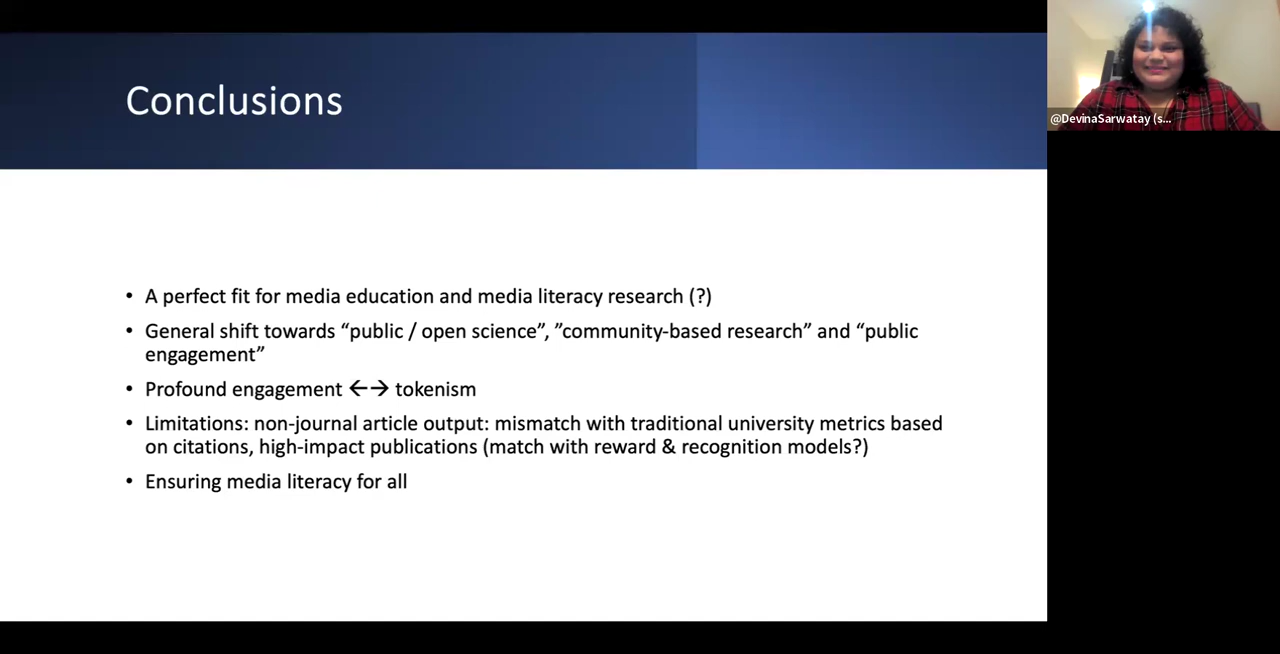 Conclusions
@DevinaSarwatay (s...
• A perfect fit for media education and media literacy research (?)
• General shift towards “public / open science”, ”community-based research” and “public
engagement”
• Profound engagement ←→ tokenism
• Limitations: non-journal article output: mismatch with traditional university metrics based
on citations, high-impact publications (match with reward & recognition models?)
• Ensuring media literacy for all